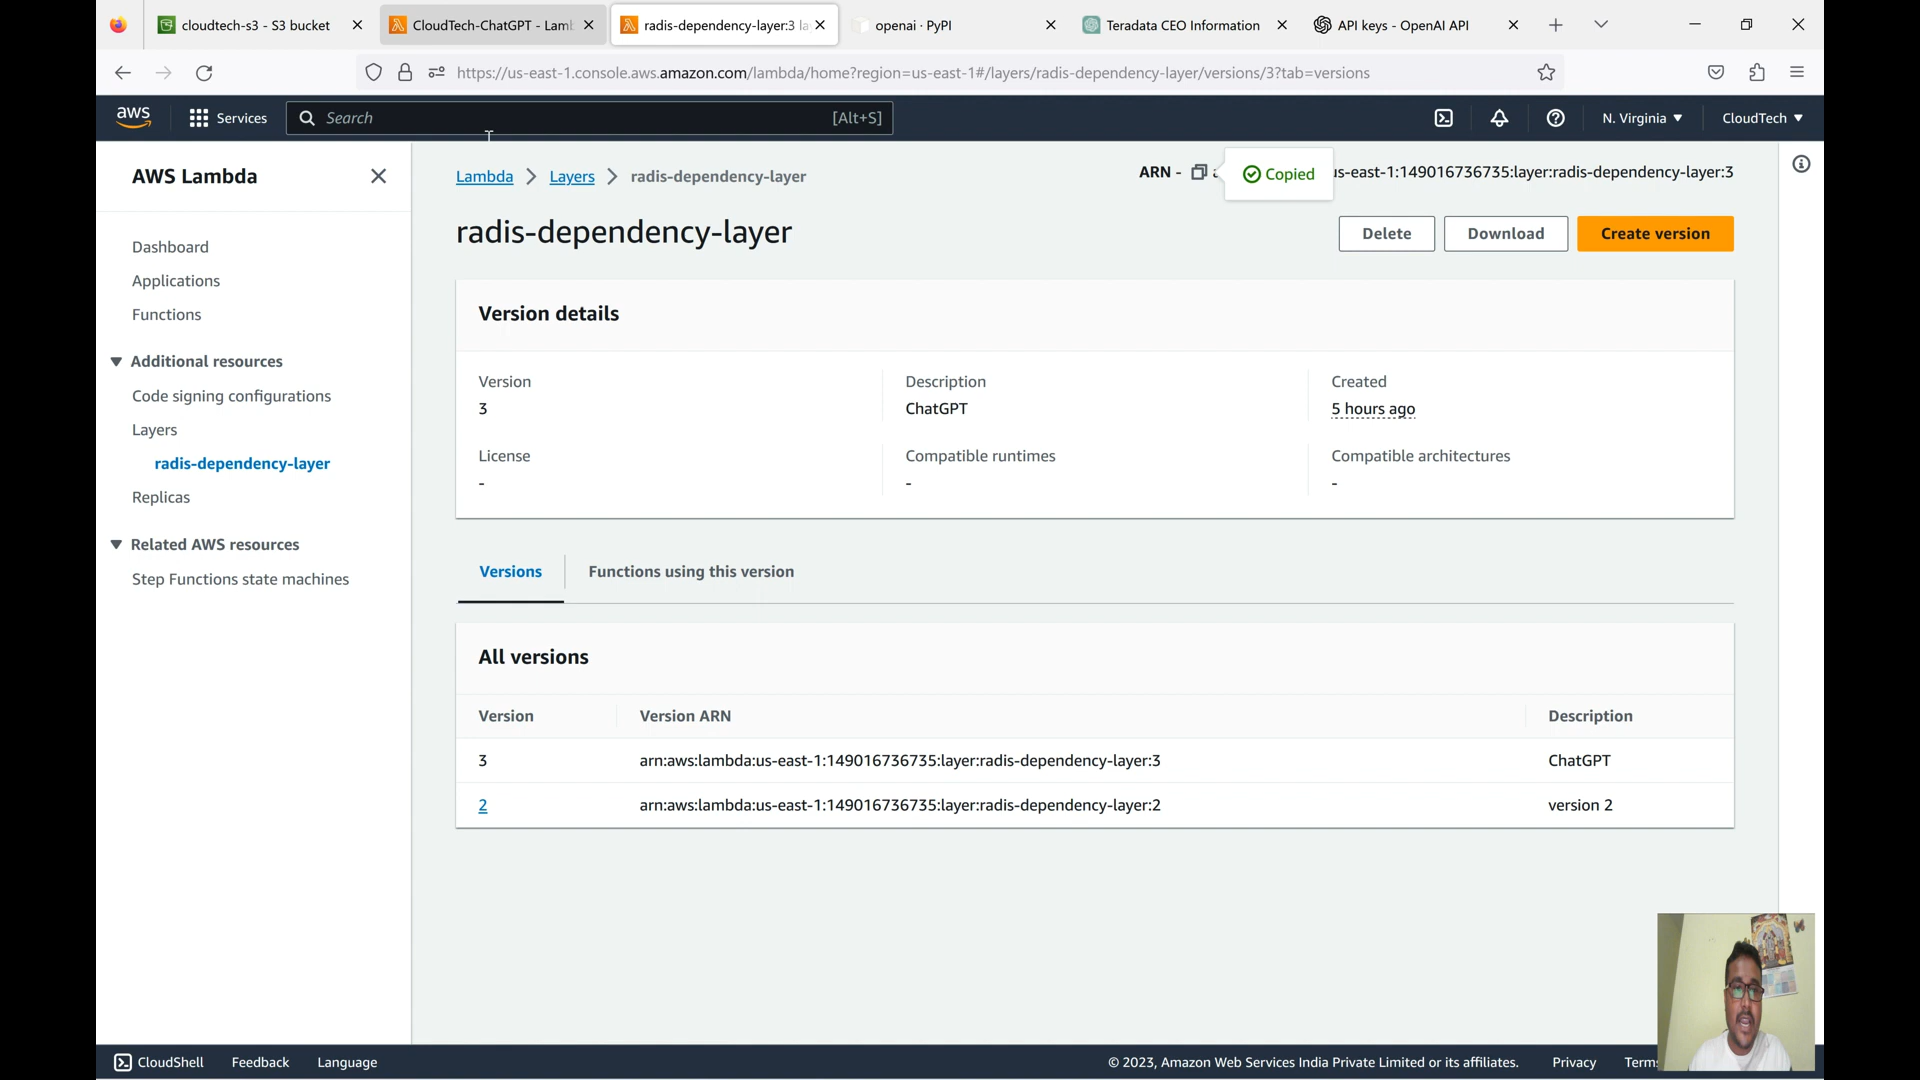 cloudtech-s3 - S3 bucket
CloudTech-ChatGPT - Lamb
radis-dependency-layer:3 la
openai · PyPI
Teradata CEO Information
API keys - OpenAI API
https://us-east-1.console.aws.amazon.com/lambda/home?region=us-east-1#/layers/radis-dependency-layer/versions/3?tab=versions
aws
Services
Search
[Alt+S]
N. Virginia
CloudTech
AWS Lambda
Dashboard
Applications
Functions
Additional resources
Code signing configurations
Layers
radis-dependency-layer
Replicas
Related AWS resources
Step Functions state machines
Lambda
Layers
radis-dependency-layer
ARN -
Copied
us-east-1:149016736735:layer:radis-dependency-layer:3
radis-dependency-layer
Delete
Download
Create version
Version details
Version
3
Description
ChatGPT
Created
5 hours ago
License
-
Compatible runtimes
-
Compatible architectures
-
Versions
Functions using this version
All versions
Version
Version ARN
Description
3
arn:aws:lambda:us-east-1:149016736735:layer:radis-dependency-layer:3
ChatGPT
2
arn:aws:lambda:us-east-1:149016736735:layer:radis-dependency-layer:2
version 2
CloudShell
Feedback
Language
© 2023, Amazon Web Services India Private Limited or its affiliates.
Privacy
Terms